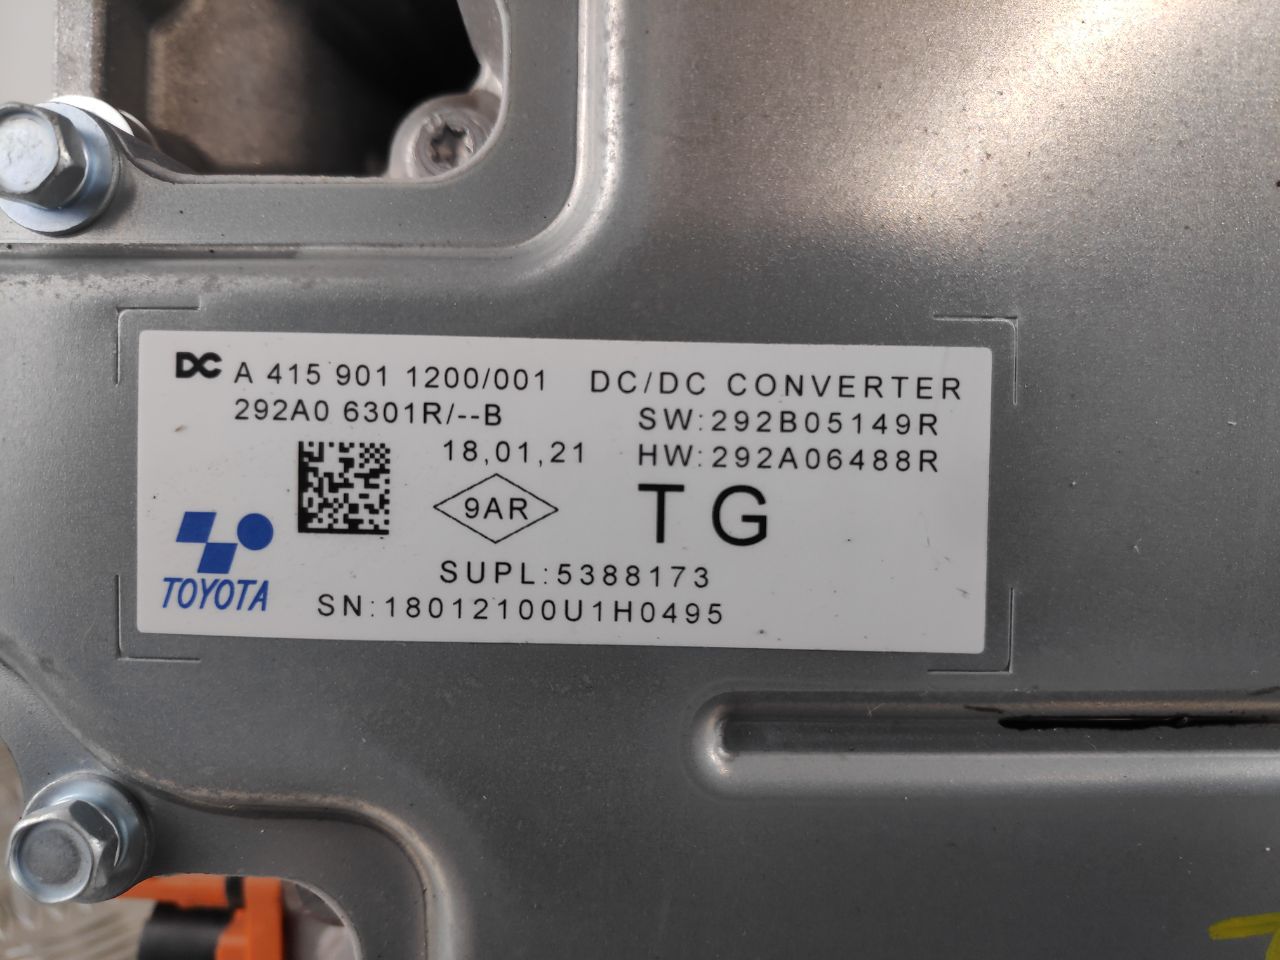 DC A 415 901 1200/001 DC/DC CONVERTER
292A0 6301R/--B SW:292B05149R
18,01,21 HW:292A06488R
9AR TG
TOYOTA SUPL:5388173
SN:18012100U1H0495